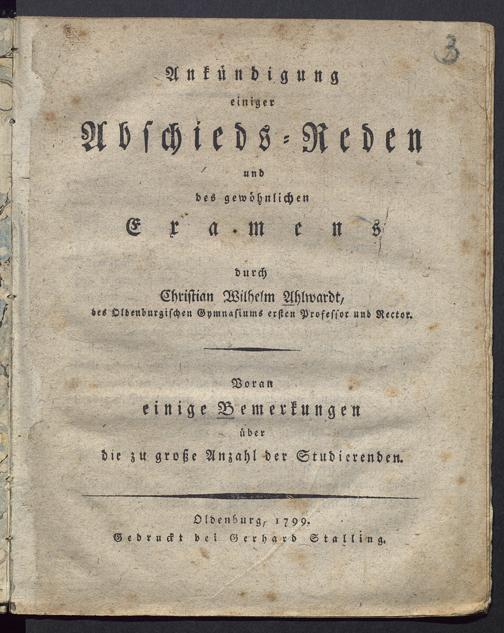 3
Ankündigung
einiger
Abschieds-Reden
und
des gewöhnlichen
Examens
durch
Christian Wilhelm Ahlwardt,
des Oldenburgischen Gymnasiums ersten Professor und Rector.
Voran
einige Bemerkungen
über
die zu große Anzahl der Studierenden.
Oldenburg, 1799.
Gedruckt bei Gerhard Stalling.